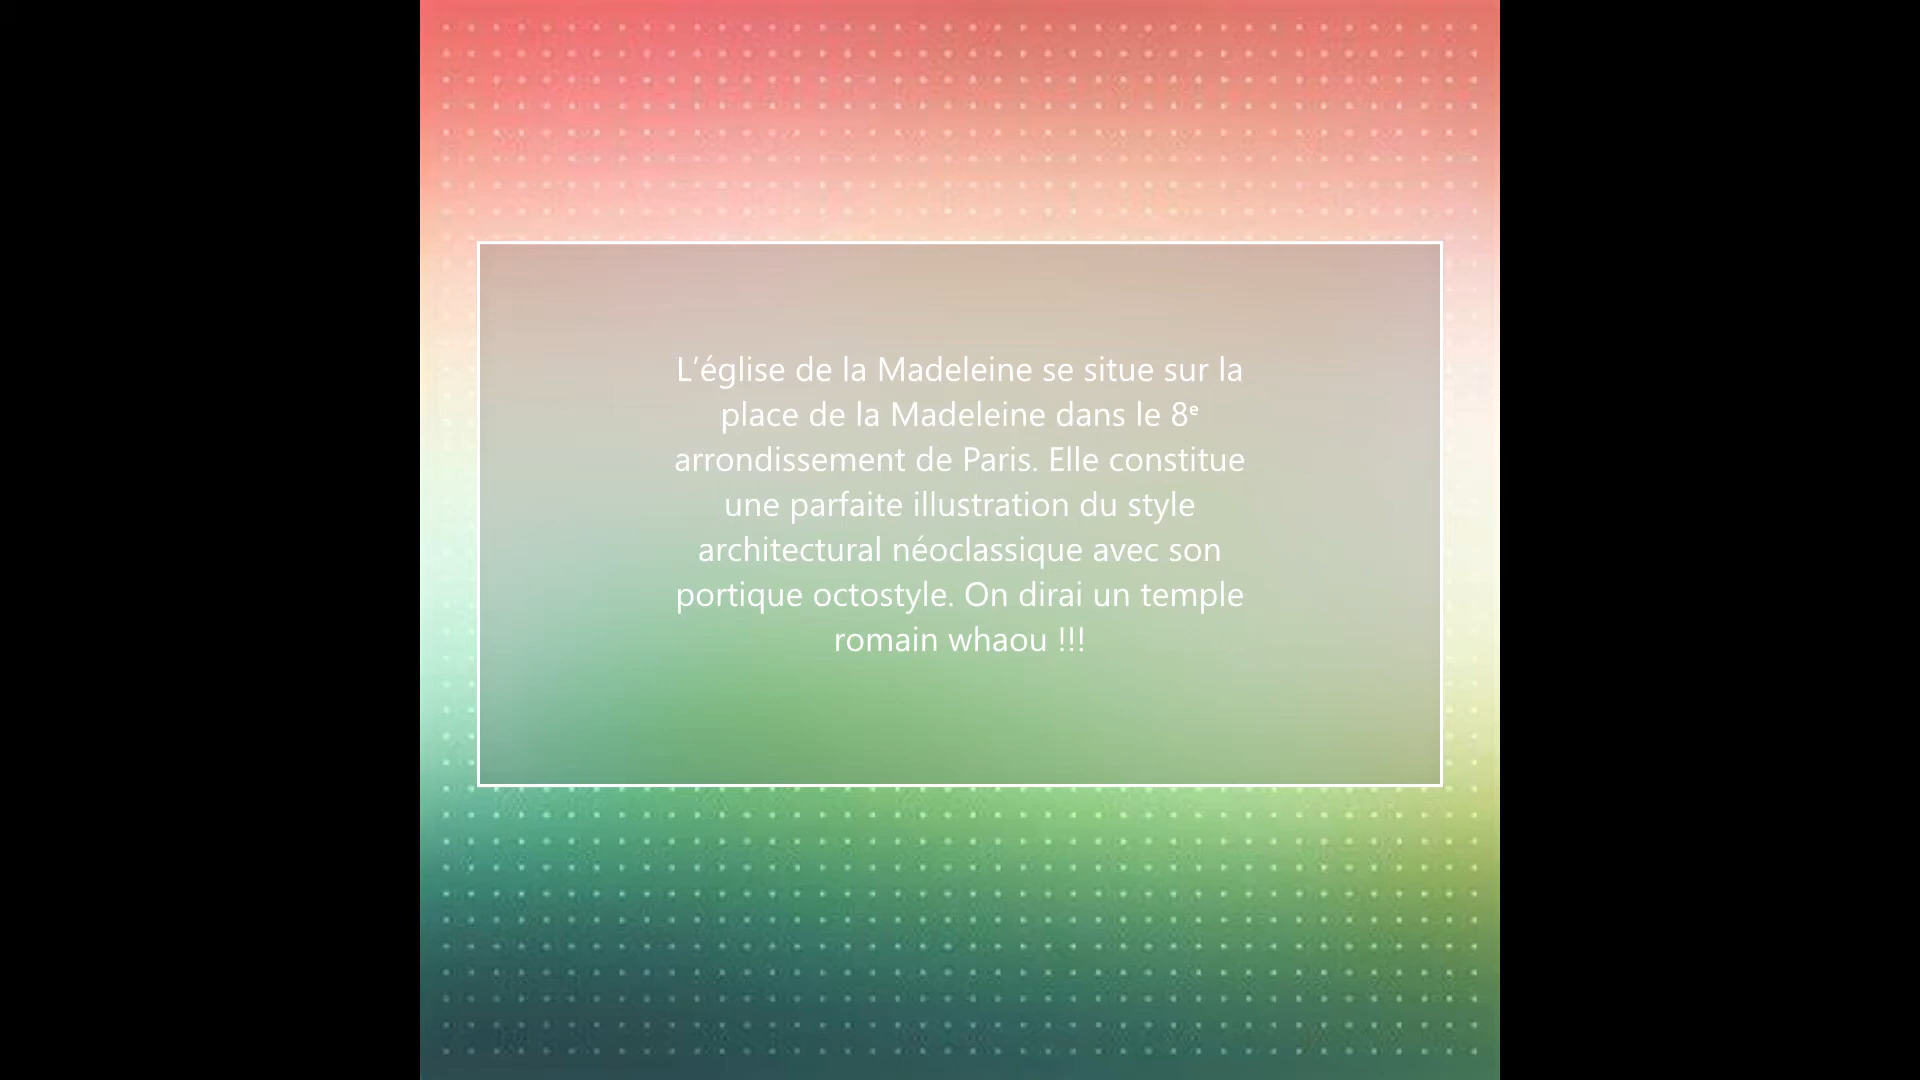 L’église de la Madeleine se situe sur la
place de la Madeleine dans le 8ᵉ
arrondissement de Paris. Elle constitue
une parfaite illustration du style
architectural néoclassique avec son
portique octostyle. On dirai un temple
romain whaou !!!